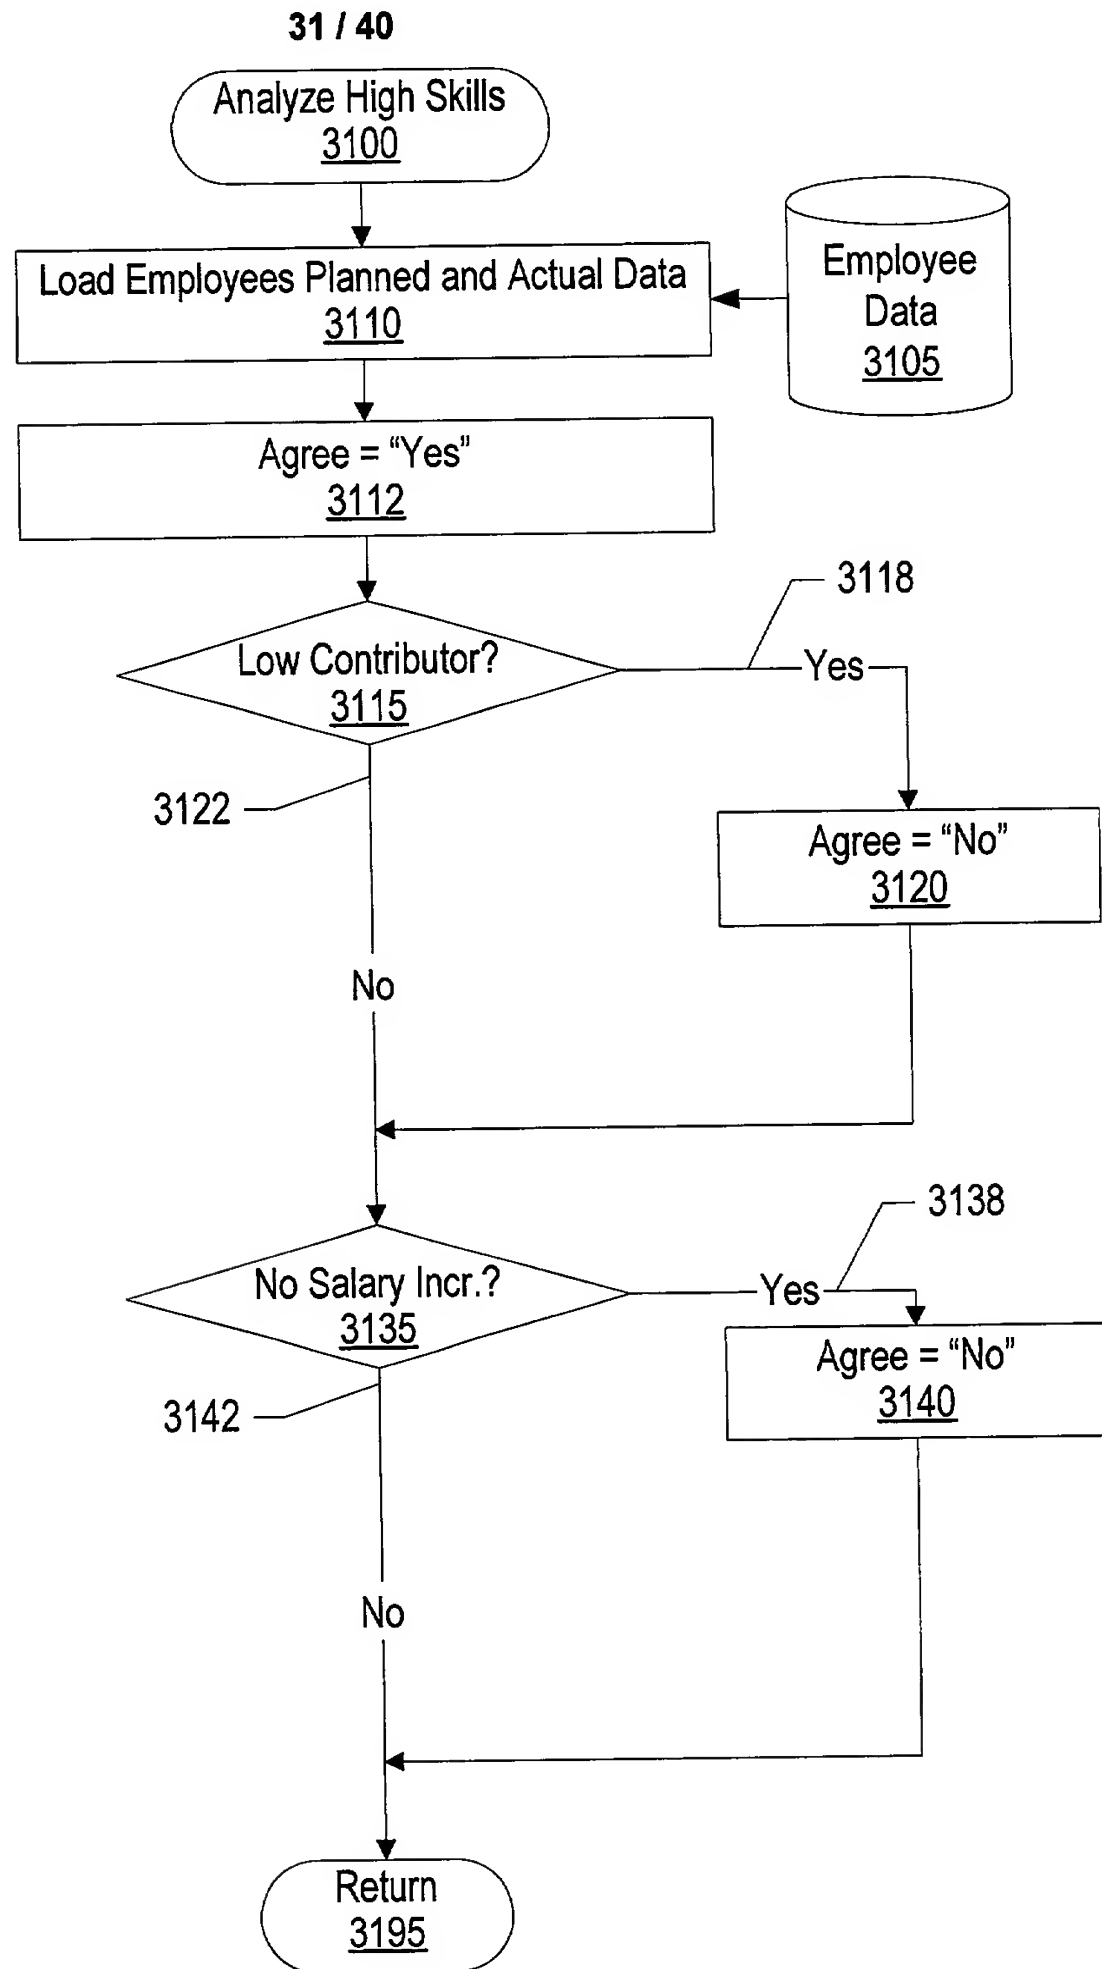 31 / 40
Analyze High Skills
3100
Load Employees Planned and Actual Data
3110
Employee
Data
3105
Agree = “Yes”
3112
3118
Low Contributor?
3115
Yes
3122
Agree = “No”
3120
No
3138
No Salary Incr.?
3135
Yes
3142
Agree = “No”
3140
No
Return
3195